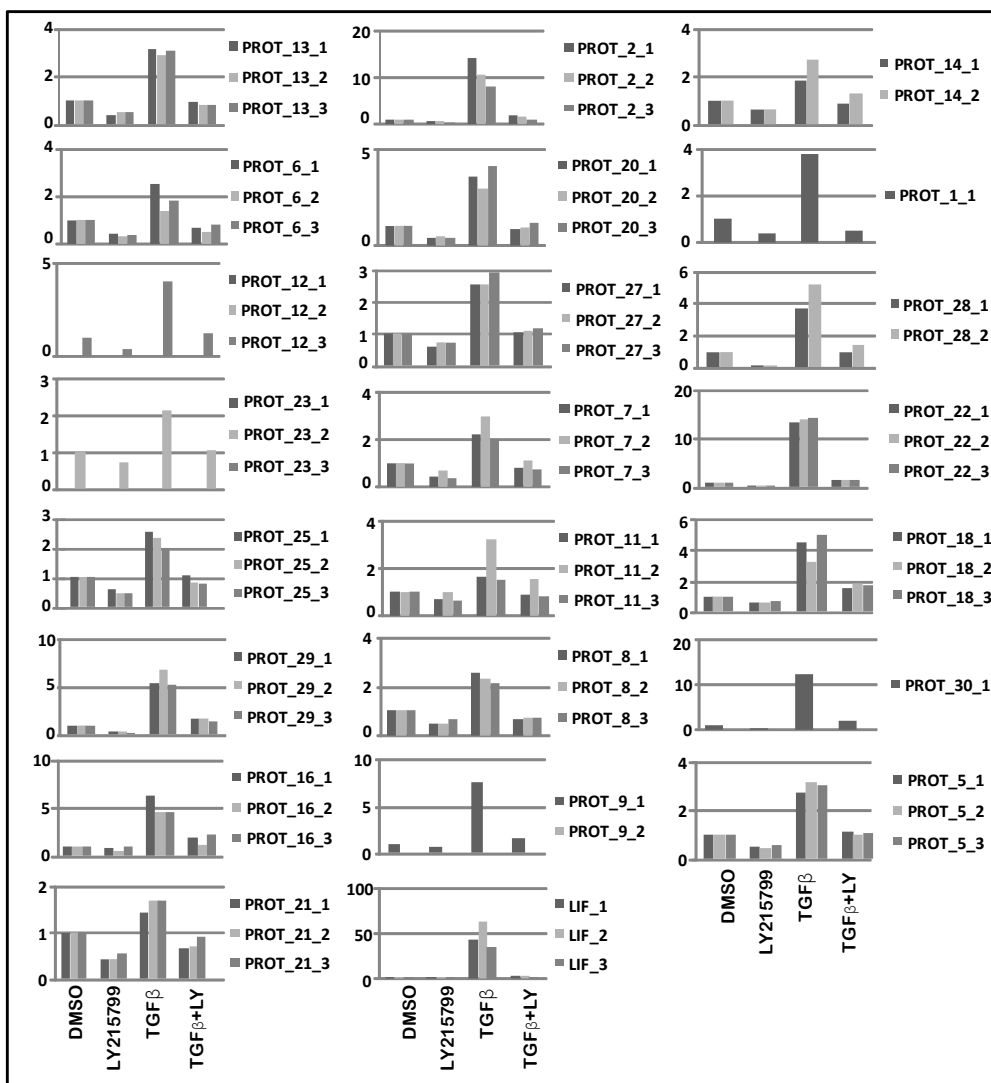 4
2
0
PROT_13_1
PROT_13_2
PROT_13_3
20
10
0
PROT_2_1
PROT_2_2
PROT_2_3
4
2
0
PROT_14_1
PROT_14_2
4
2
0
PROT_6_1
PROT_6_2
PROT_6_3
5
0
PROT_20_1
PROT_20_2
PROT_20_3
4
2
0
PROT_1_1
5
0
PROT_12_1
PROT_12_2
PROT_12_3
3
2
1
0
PROT_27_1
PROT_27_2
PROT_27_3
6
4
2
0
PROT_28_1
PROT_28_2
3
2
1
0
PROT_23_1
PROT_23_2
PROT_23_3
4
2
0
PROT_7_1
PROT_7_2
PROT_7_3
20
10
0
PROT_22_1
PROT_22_2
PROT_22_3
3
2
1
0
PROT_25_1
PROT_25_2
PROT_25_3
4
2
0
PROT_11_1
PROT_11_2
PROT_11_3
6
4
2
0
PROT_18_1
PROT_18_2
PROT_18_3
10
5
0
PROT_29_1
PROT_29_2
PROT_29_3
4
2
0
PROT_8_1
PROT_8_2
PROT_8_3
20
10
0
PROT_30_1
10
5
0
PROT_16_1
PROT_16_2
PROT_16_3
10
5
0
PROT_9_1
PROT_9_2
4
2
0
PROT_5_1
PROT_5_2
PROT_5_3
DMSO
LY215799
TGFβ
TGFβ+LY
2
1
0
PROT_21_1
PROT_21_2
PROT_21_3
DMSO
LY215799
TGFβ
TGFβ+LY
100
50
0
LIF_1
LIF_2
LIF_3
DMSO
LY215799
TGFβ
TGFβ+LY